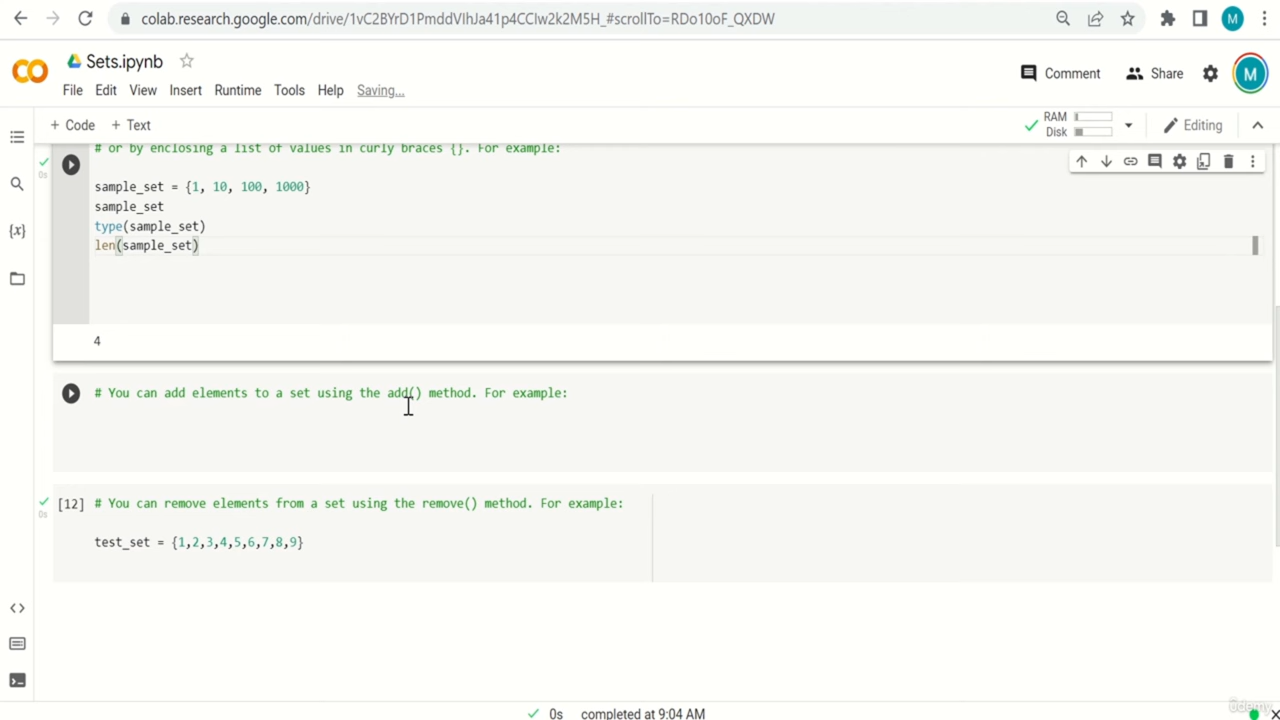 colab.research.google.com/drive/1vC2BYrD1PmddVIhJa41p4CCIw2k2M5H_#scrollTo=RDo10oF_QXDW
M
CO
Sets.ipynb
File Edit View Insert Runtime Tools Help Saving...
Comment
Share
M
+ Code + Text
RAM
Disk
Editing
# or by enclosing a list of values in curly braces {}. For example:
0s
sample_set = {1, 10, 100, 1000}
sample_set
type(sample_set)
len(sample_set)
{x}
4
# You can add elements to a set using the add() method. For example:
[12] # You can remove elements from a set using the remove() method. For example:
0s
test_set = {1,2,3,4,5,6,7,8,9}
0s completed at 9:04 AM
ûdemy